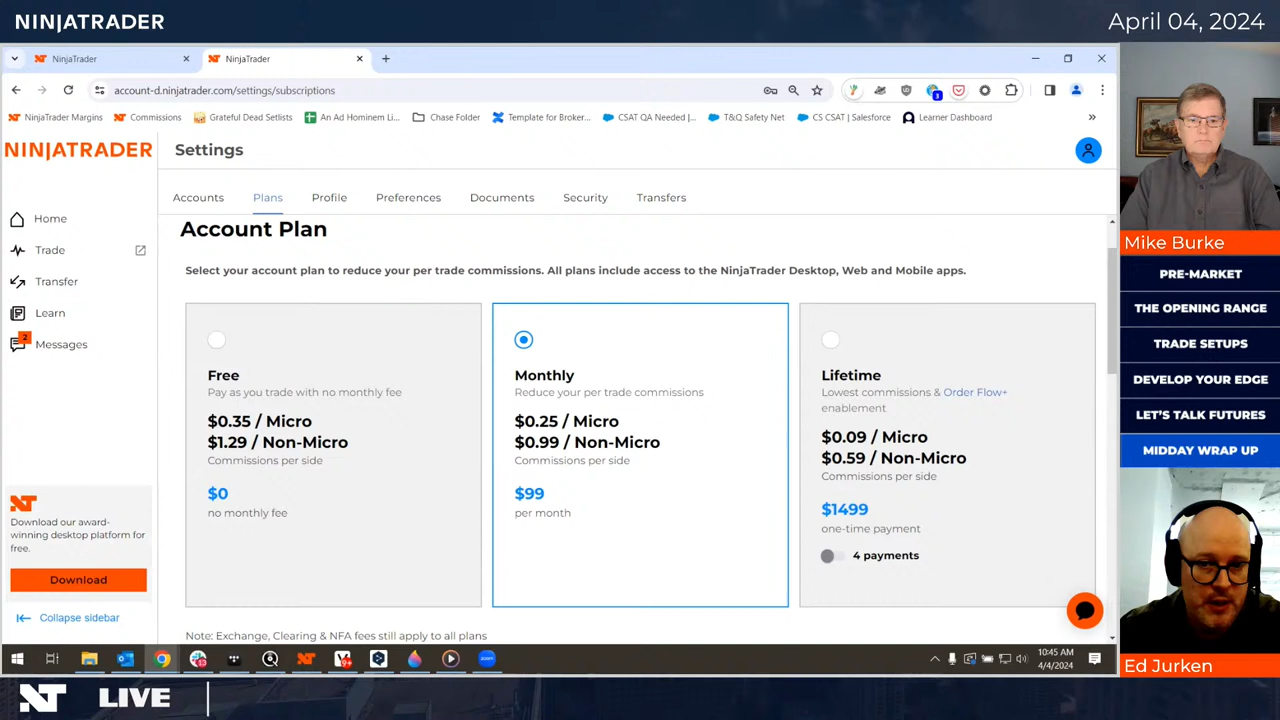 NINJATRADER
April 04, 2024
NinjaTrader
NinjaTrader
account-d.ninjatrader.com/settings/subscriptions
NinjaTrader Margins
Commissions
Grateful Dead Setlists
An Ad Hominem Li...
Chase Folder
Template for Broker...
CSAT QA Needed |...
T&Q Safety Net
CS CSAT | Salesforce
Learner Dashboard
»
NINJATRADER
Settings
Accounts
Plans
Profile
Preferences
Documents
Security
Transfers
Home
Trade
Transfer
Learn
2
Messages
Download our award-
winning desktop platform for
free.
Download
Collapse sidebar
Account Plan
Select your account plan to reduce your per trade commissions. All plans include access to the NinjaTrader Desktop, Web and Mobile apps.
Free
Pay as you trade with no monthly fee
$0.35 / Micro
$1.29 / Non-Micro
Commissions per side
$0
no monthly fee
Monthly
Reduce your per trade commissions
$0.25 / Micro
$0.99 / Non-Micro
Commissions per side
$99
per month
Lifetime
Lowest commissions & Order Flow+
enablement
$0.09 / Micro
$0.59 / Non-Micro
Commissions per side
$1499
one-time payment
4 payments
Note: Exchange, Clearing & NFA fees still apply to all plans
10:45 AM
4/4/2024
Mike Burke
PRE-MARKET
THE OPENING RANGE
TRADE SETUPS
DEVELOP YOUR EDGE
LET'S TALK FUTURES
MIDDAY WRAP UP
Ed Jurken
NT LIVE